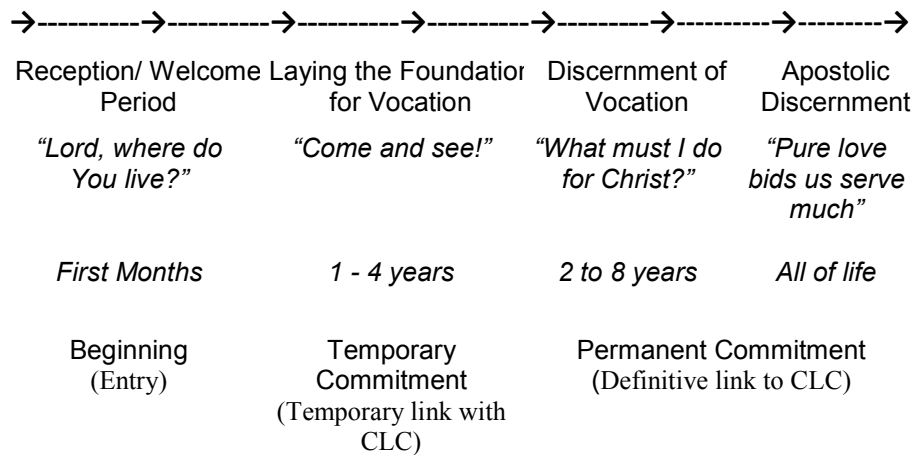 →----------→----------→----------→----------→----------→----------→---------→
Reception/ Welcome Period
Laying the Foundation for Vocation
Discernment of Vocation
Apostolic Discernment
“Lord, where do You live?”
“Come and see!”
“What must I do for Christ?”
“Pure love bids us serve much”
First Months
1 - 4 years
2 to 8 years
All of life
Beginning
(Entry)
Temporary Commitment
(Temporary link with CLC)
Permanent Commitment
(Definitive link to CLC)